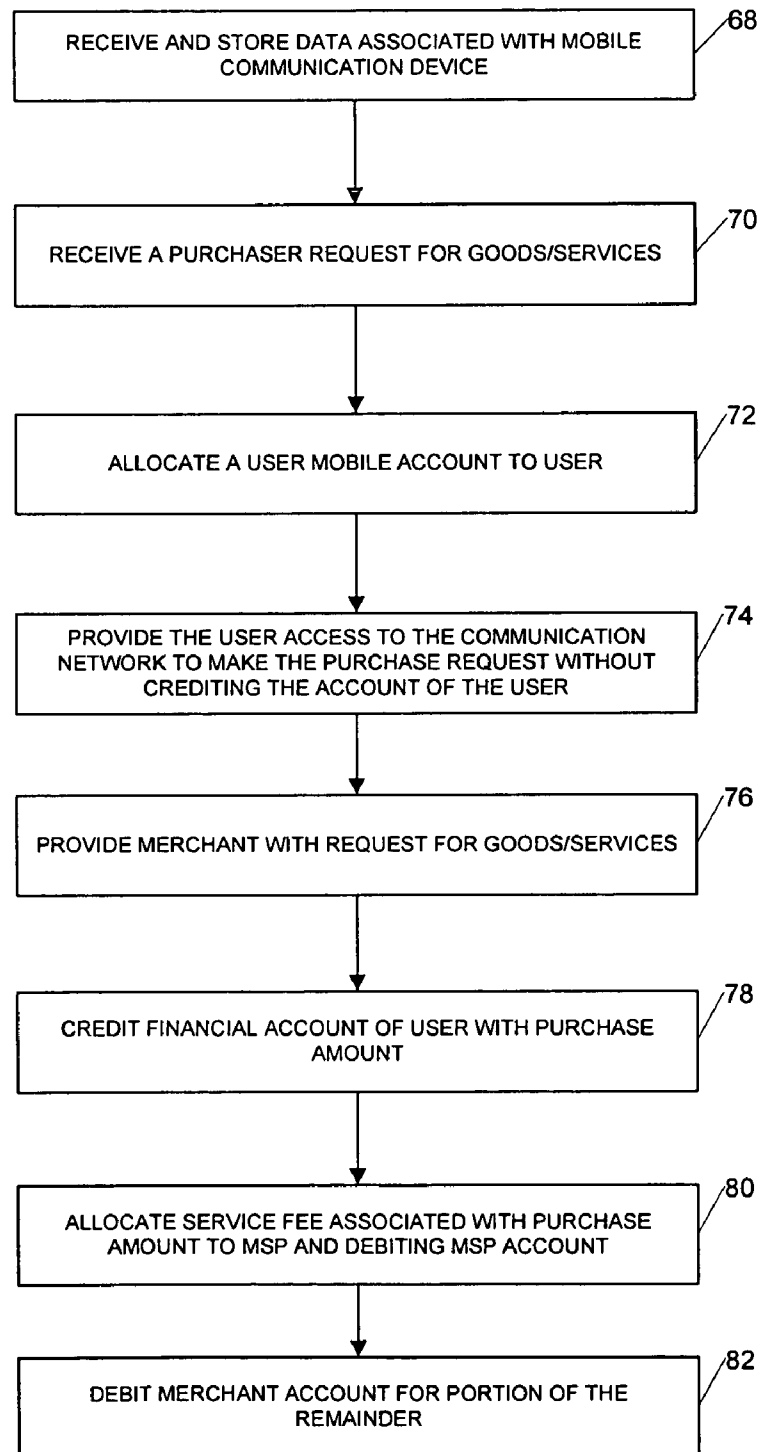 68
RECEIVE AND STORE DATA ASSOCIATED WITH MOBILE
COMMUNICATION DEVICE
70
RECEIVE A PURCHASER REQUEST FOR GOODS/SERVICES
72
ALLOCATE A USER MOBILE ACCOUNT TO USER
74
PROVIDE THE USER ACCESS TO THE COMMUNICATION
NETWORK TO MAKE THE PURCHASE REQUEST WITHOUT
CREDITING THE ACCOUNT OF THE USER
76
PROVIDE MERCHANT WITH REQUEST FOR GOODS/SERVICES
78
CREDIT FINANCIAL ACCOUNT OF USER WITH PURCHASE
AMOUNT
80
ALLOCATE SERVICE FEE ASSOCIATED WITH PURCHASE
AMOUNT TO MSP AND DEBITING MSP ACCOUNT
82
DEBIT MERCHANT ACCOUNT FOR PORTION OF THE
REMAINDER